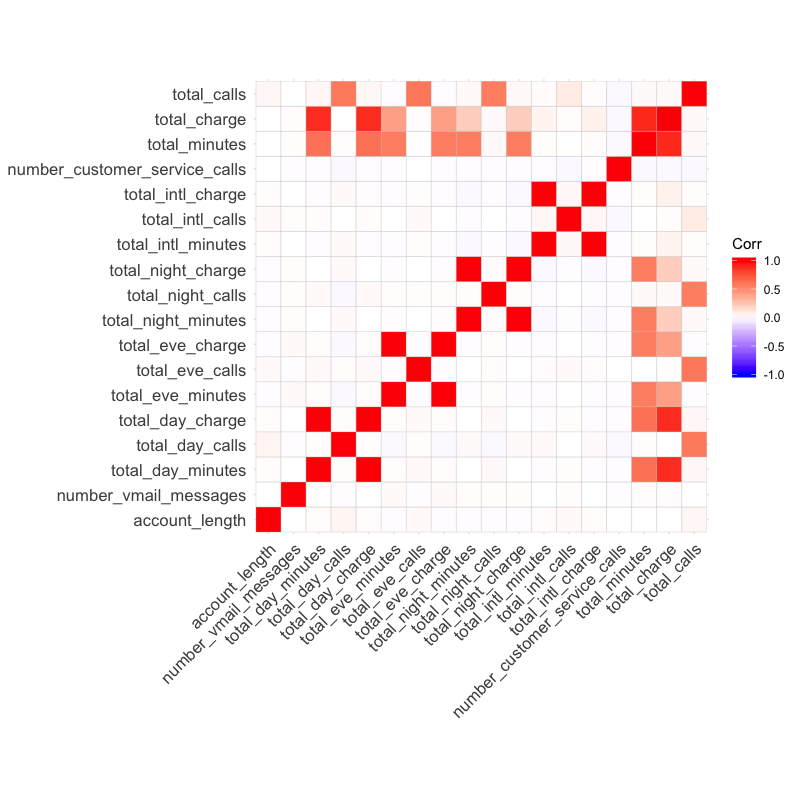 total_calls
total_charge
total_minutes
number_customer_service_calls
total_intl_charge
total_intl_calls
total_intl_minutes
total_night_charge
total_night_calls
total_night_minutes
total_eve_charge
total_eve_calls
total_eve_minutes
total_day_charge
total_day_calls
total_day_minutes
number_vmail_messages
account_length
account_length
number_vmail_messages
total_day_minutes
total_day_calls
total_day_charge
total_eve_minutes
total_eve_calls
total_eve_charge
total_night_minutes
total_night_calls
total_night_charge
total_intl_minutes
total_intl_calls
total_intl_charge
number_customer_service_calls
total_minutes
total_charge
total_calls
Corr
1.0
0.5
0.0
-0.5
-1.0